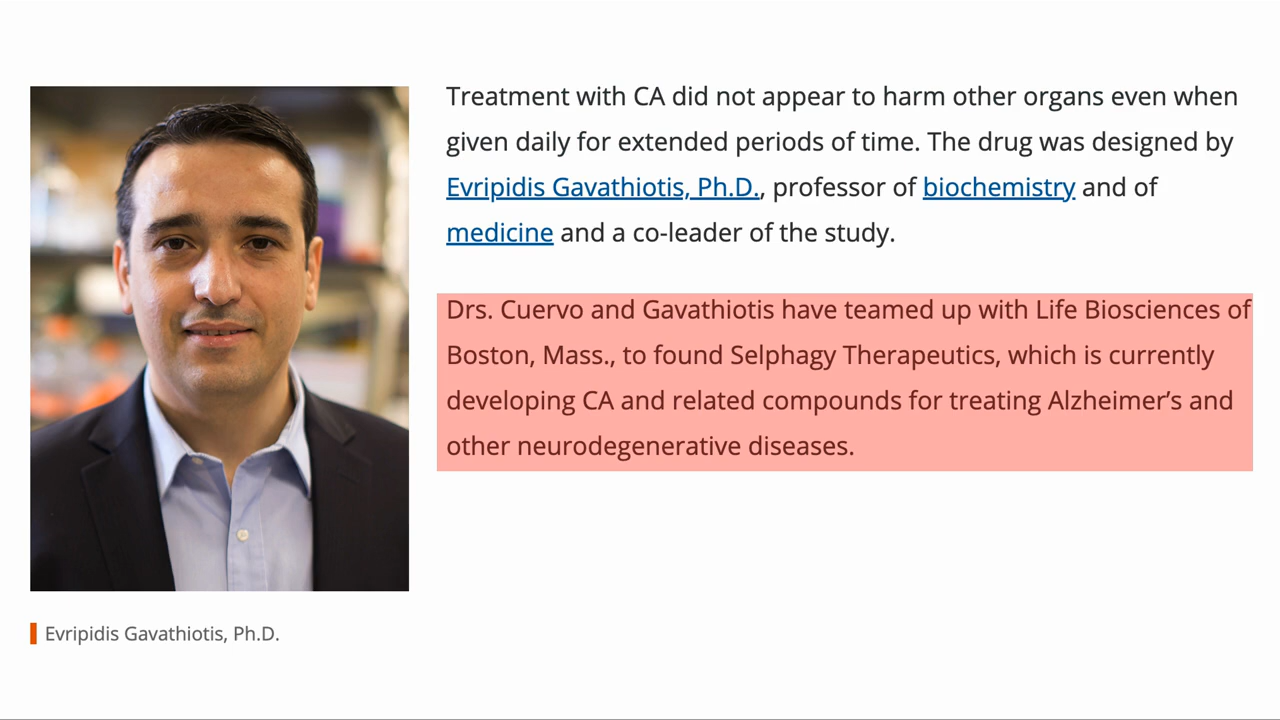 Treatment with CA did not appear to harm other organs even when
given daily for extended periods of time. The drug was designed by
Evripidis Gavathiotis, Ph.D., professor of biochemistry and of
medicine and a co-leader of the study.
Drs. Cuervo and Gavathiotis have teamed up with Life Biosciences of
Boston, Mass., to found Selphagy Therapeutics, which is currently
developing CA and related compounds for treating Alzheimer’s and
other neurodegenerative diseases.
Evripidis Gavathiotis, Ph.D.